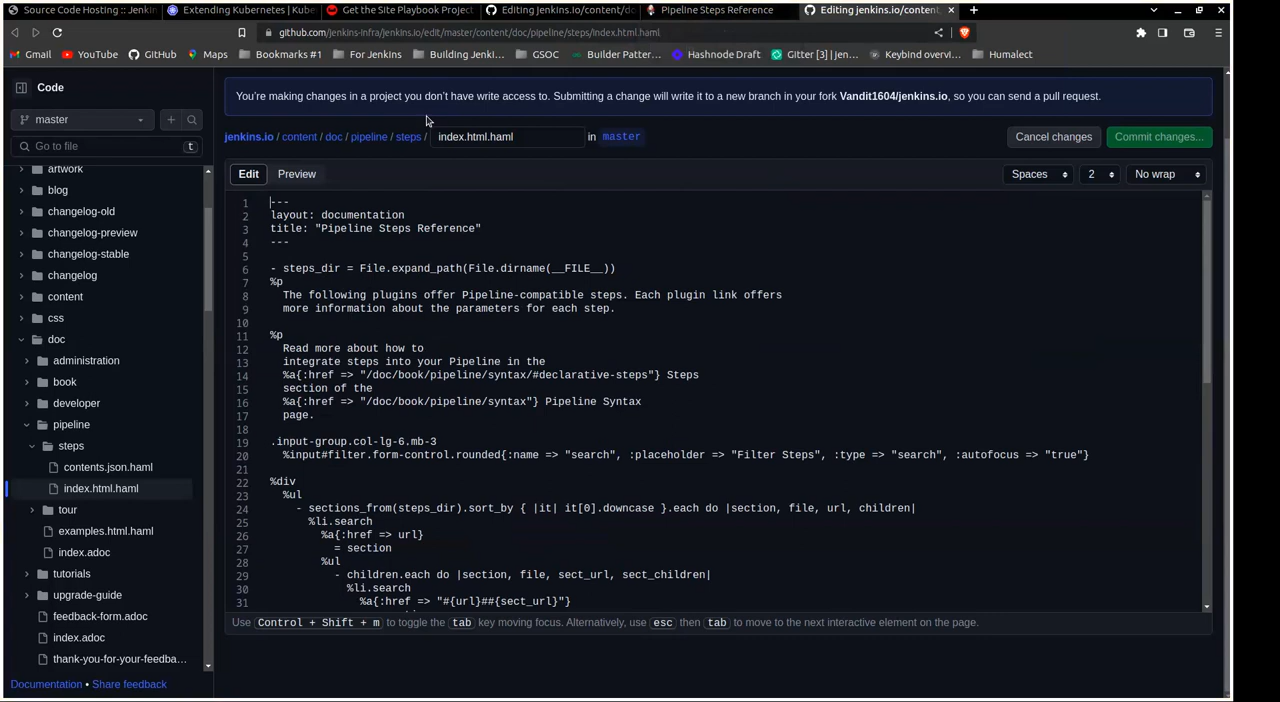 Source Code Hosting :: Jenkin
Extending Kubernetes | Kube
Get the Site Playbook Project
Editing jenkins.io/content/do
Pipeline Steps Reference
Editing jenkins.io/content
github.com/jenkins-infra/jenkins.io/edit/master/content/doc/pipeline/steps/index.html.haml
Gmail
YouTube
GitHub
Maps
Bookmarks #1
For Jenkins
Building Jenki...
GSOC
Builder Patter...
Hashnode Draft
Gitter [3] | Jen...
Keybind overvi...
Humalect
Code
master
Go to file
t
artwork
blog
changelog-old
changelog-preview
changelog-stable
changelog
content
css
doc
administration
book
developer
pipeline
steps
contents.json.haml
index.html.haml
tour
examples.html.haml
index.adoc
tutorials
upgrade-guide
feedback-form.adoc
index.adoc
thank-you-for-your-feedba...
Documentation • Share feedback
You're making changes in a project you don't have write access to. Submitting a change will write it to a new branch in your fork Vandit1604/jenkins.io, so you can send a pull request.
jenkins.io / content / doc / pipeline / steps / index.html.haml in master
Cancel changes
Commit changes...
Edit
Preview
Spaces
2
No wrap
1 ---
2 layout: documentation
3 title: "Pipeline Steps Reference"
4 ---
5
6 - steps_dir = File.expand_path(File.dirname(__FILE__))
7 %p
8 The following plugins offer Pipeline-compatible steps. Each plugin link offers
9 more information about the parameters for each step.
10
11 %p
12 Read more about how to
13 integrate steps into your Pipeline in the
14 %a{:href => "/doc/book/pipeline/syntax/#declarative-steps"} Steps
15 section of the
16 %a{:href => "/doc/book/pipeline/syntax"} Pipeline Syntax
17 page.
18
19 .input-group.col-lg-6.mb-3
20 %input#filter.form-control.rounded{:name => "search", :placeholder => "Filter Steps", :type => "search", :autofocus => "true"}
21
22 %div
23 %ul
24 - sections_from(steps_dir).sort_by { |it| it[0].downcase }.each do |section, file, url, children|
25 %li.search
26 %a{:href => url}
27 = section
28 %ul
29 - children.each do |section, file, sect_url, sect_children|
30 %li.search
31 %a{:href => "#{url}##{sect_url}"}
Use Control + Shift + m to toggle the tab key moving focus. Alternatively, use esc then tab to move to the next interactive element on the page.